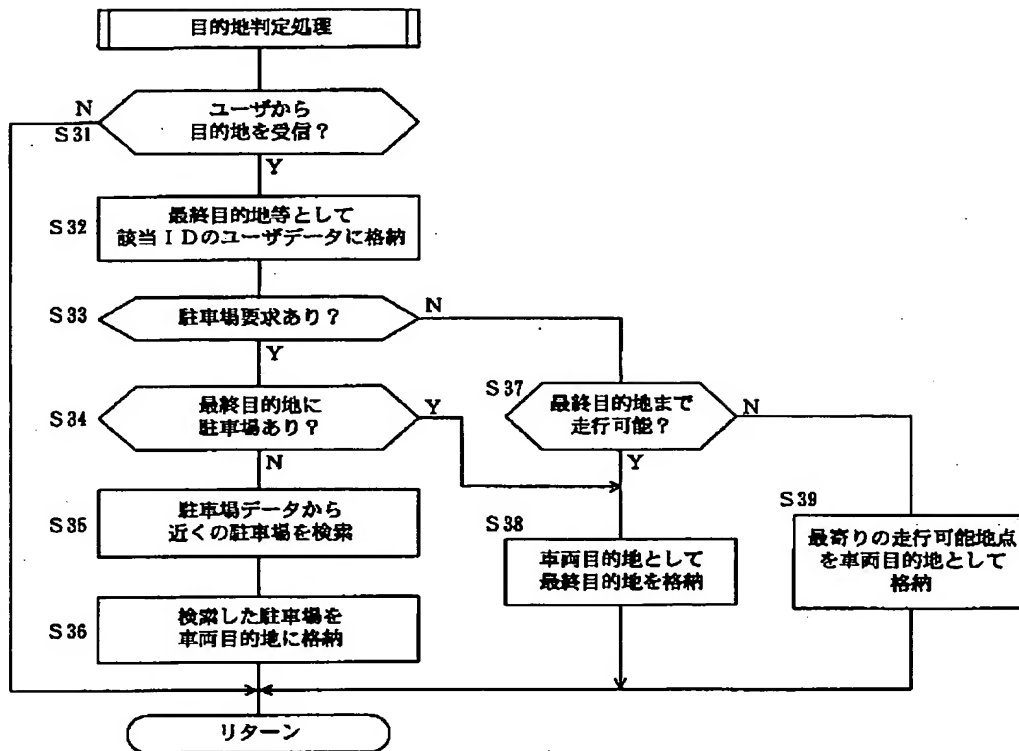 目的地判定処理
N
S31
ユーザから
目的地を受信？
Y
S32
最終目的地等として
該当IDのユーザデータに格納
S33
駐車場要求あり？
N
Y
S34
最終目的地に
駐車場あり？
Y
N
S37
最終目的地まで
走行可能？
N
Y
S35
駐車場データから
近くの駐車場を検索
S38
車両目的地として
最終目的地を格納
S39
最寄りの走行可能地点
を車両目的地として
格納
S36
検索した駐車場を
車両目的地に格納
リターン